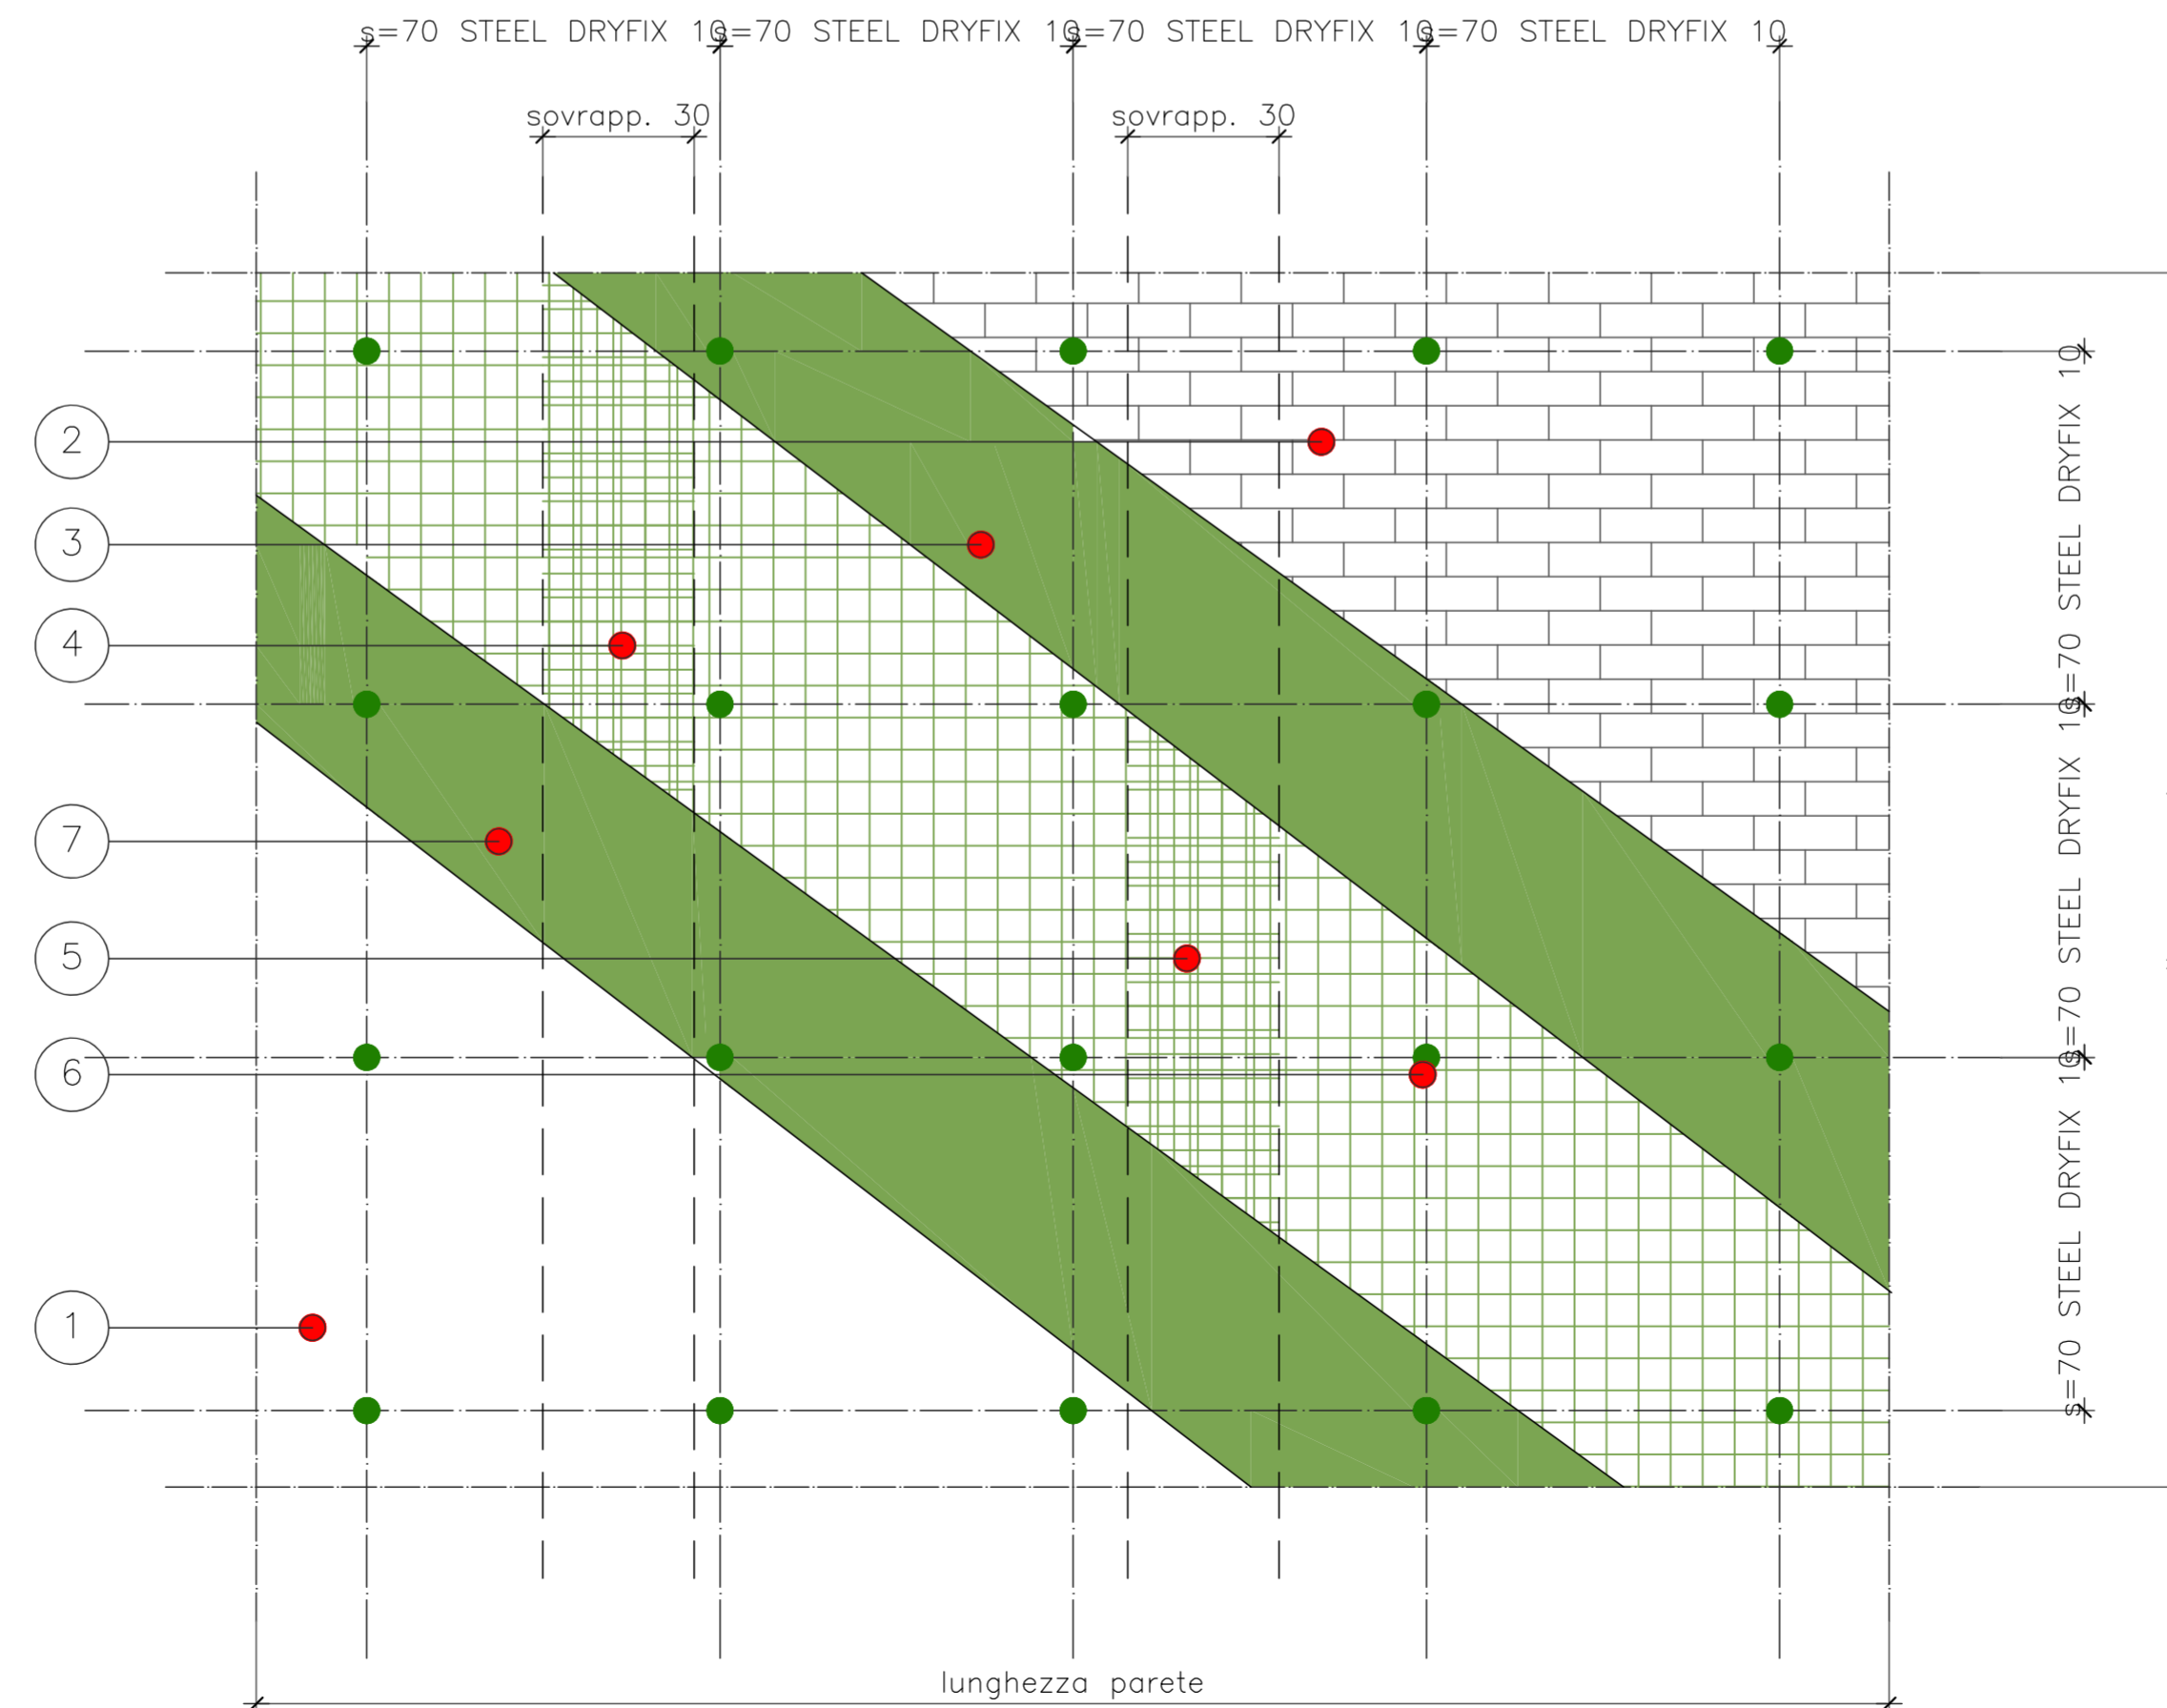 s=70 STEEL DRYFIX 10
s=70 STEEL DRYFIX 10
s=70 STEEL DRYFIX 10
s=70 STEEL DRYFIX 10
sovrapp. 30
sovrapp. 30
2
3
4
7
5
6
1
s=70 STEEL DRYFIX 10
s=70 STEEL DRYFIX 10
s=70 STEEL DRYFIX 10
lunghezza parete